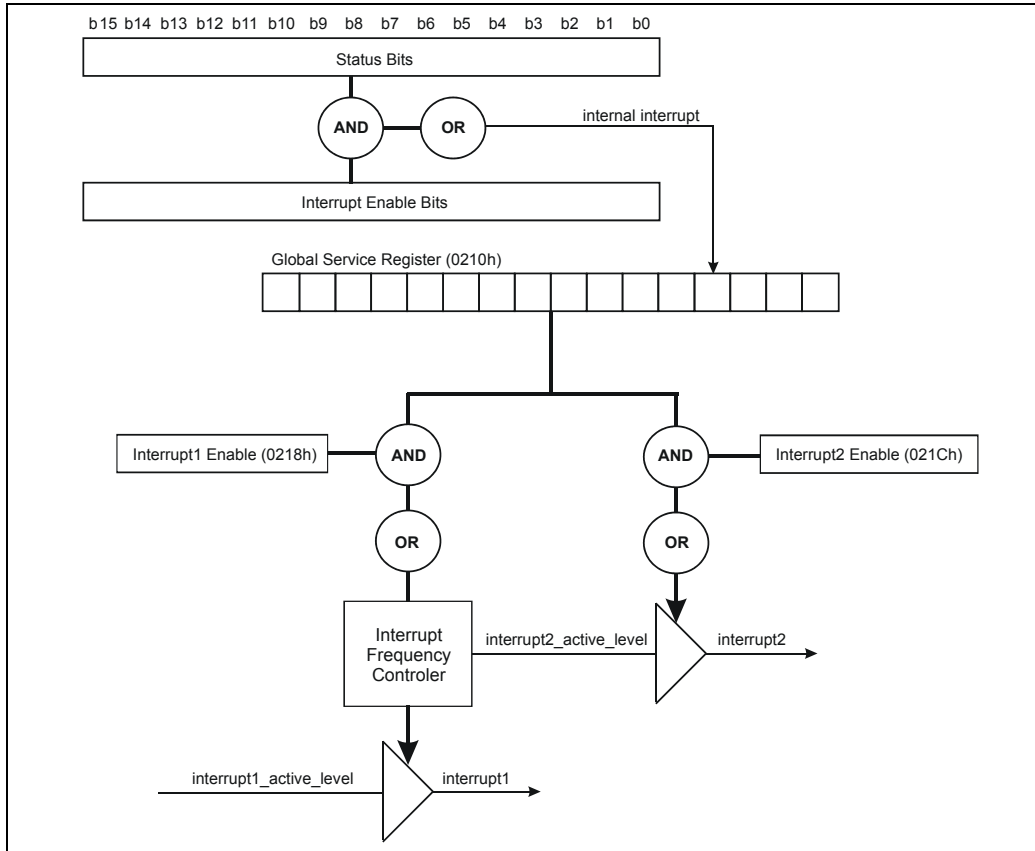 b15 b14 b13 b12 b11 b10 b9 b8 b7 b6 b5 b4 b3 b2 b1 b0
Status Bits
AND
OR
internal interrupt
Interrupt Enable Bits
Global Service Register (0210h)
Interrupt1 Enable (0218h)
AND
AND
Interrupt2 Enable (021Ch)
OR
OR
Interrupt
Frequency
Controler
interrupt2_active_level
interrupt2
interrupt1_active_level
interrupt1